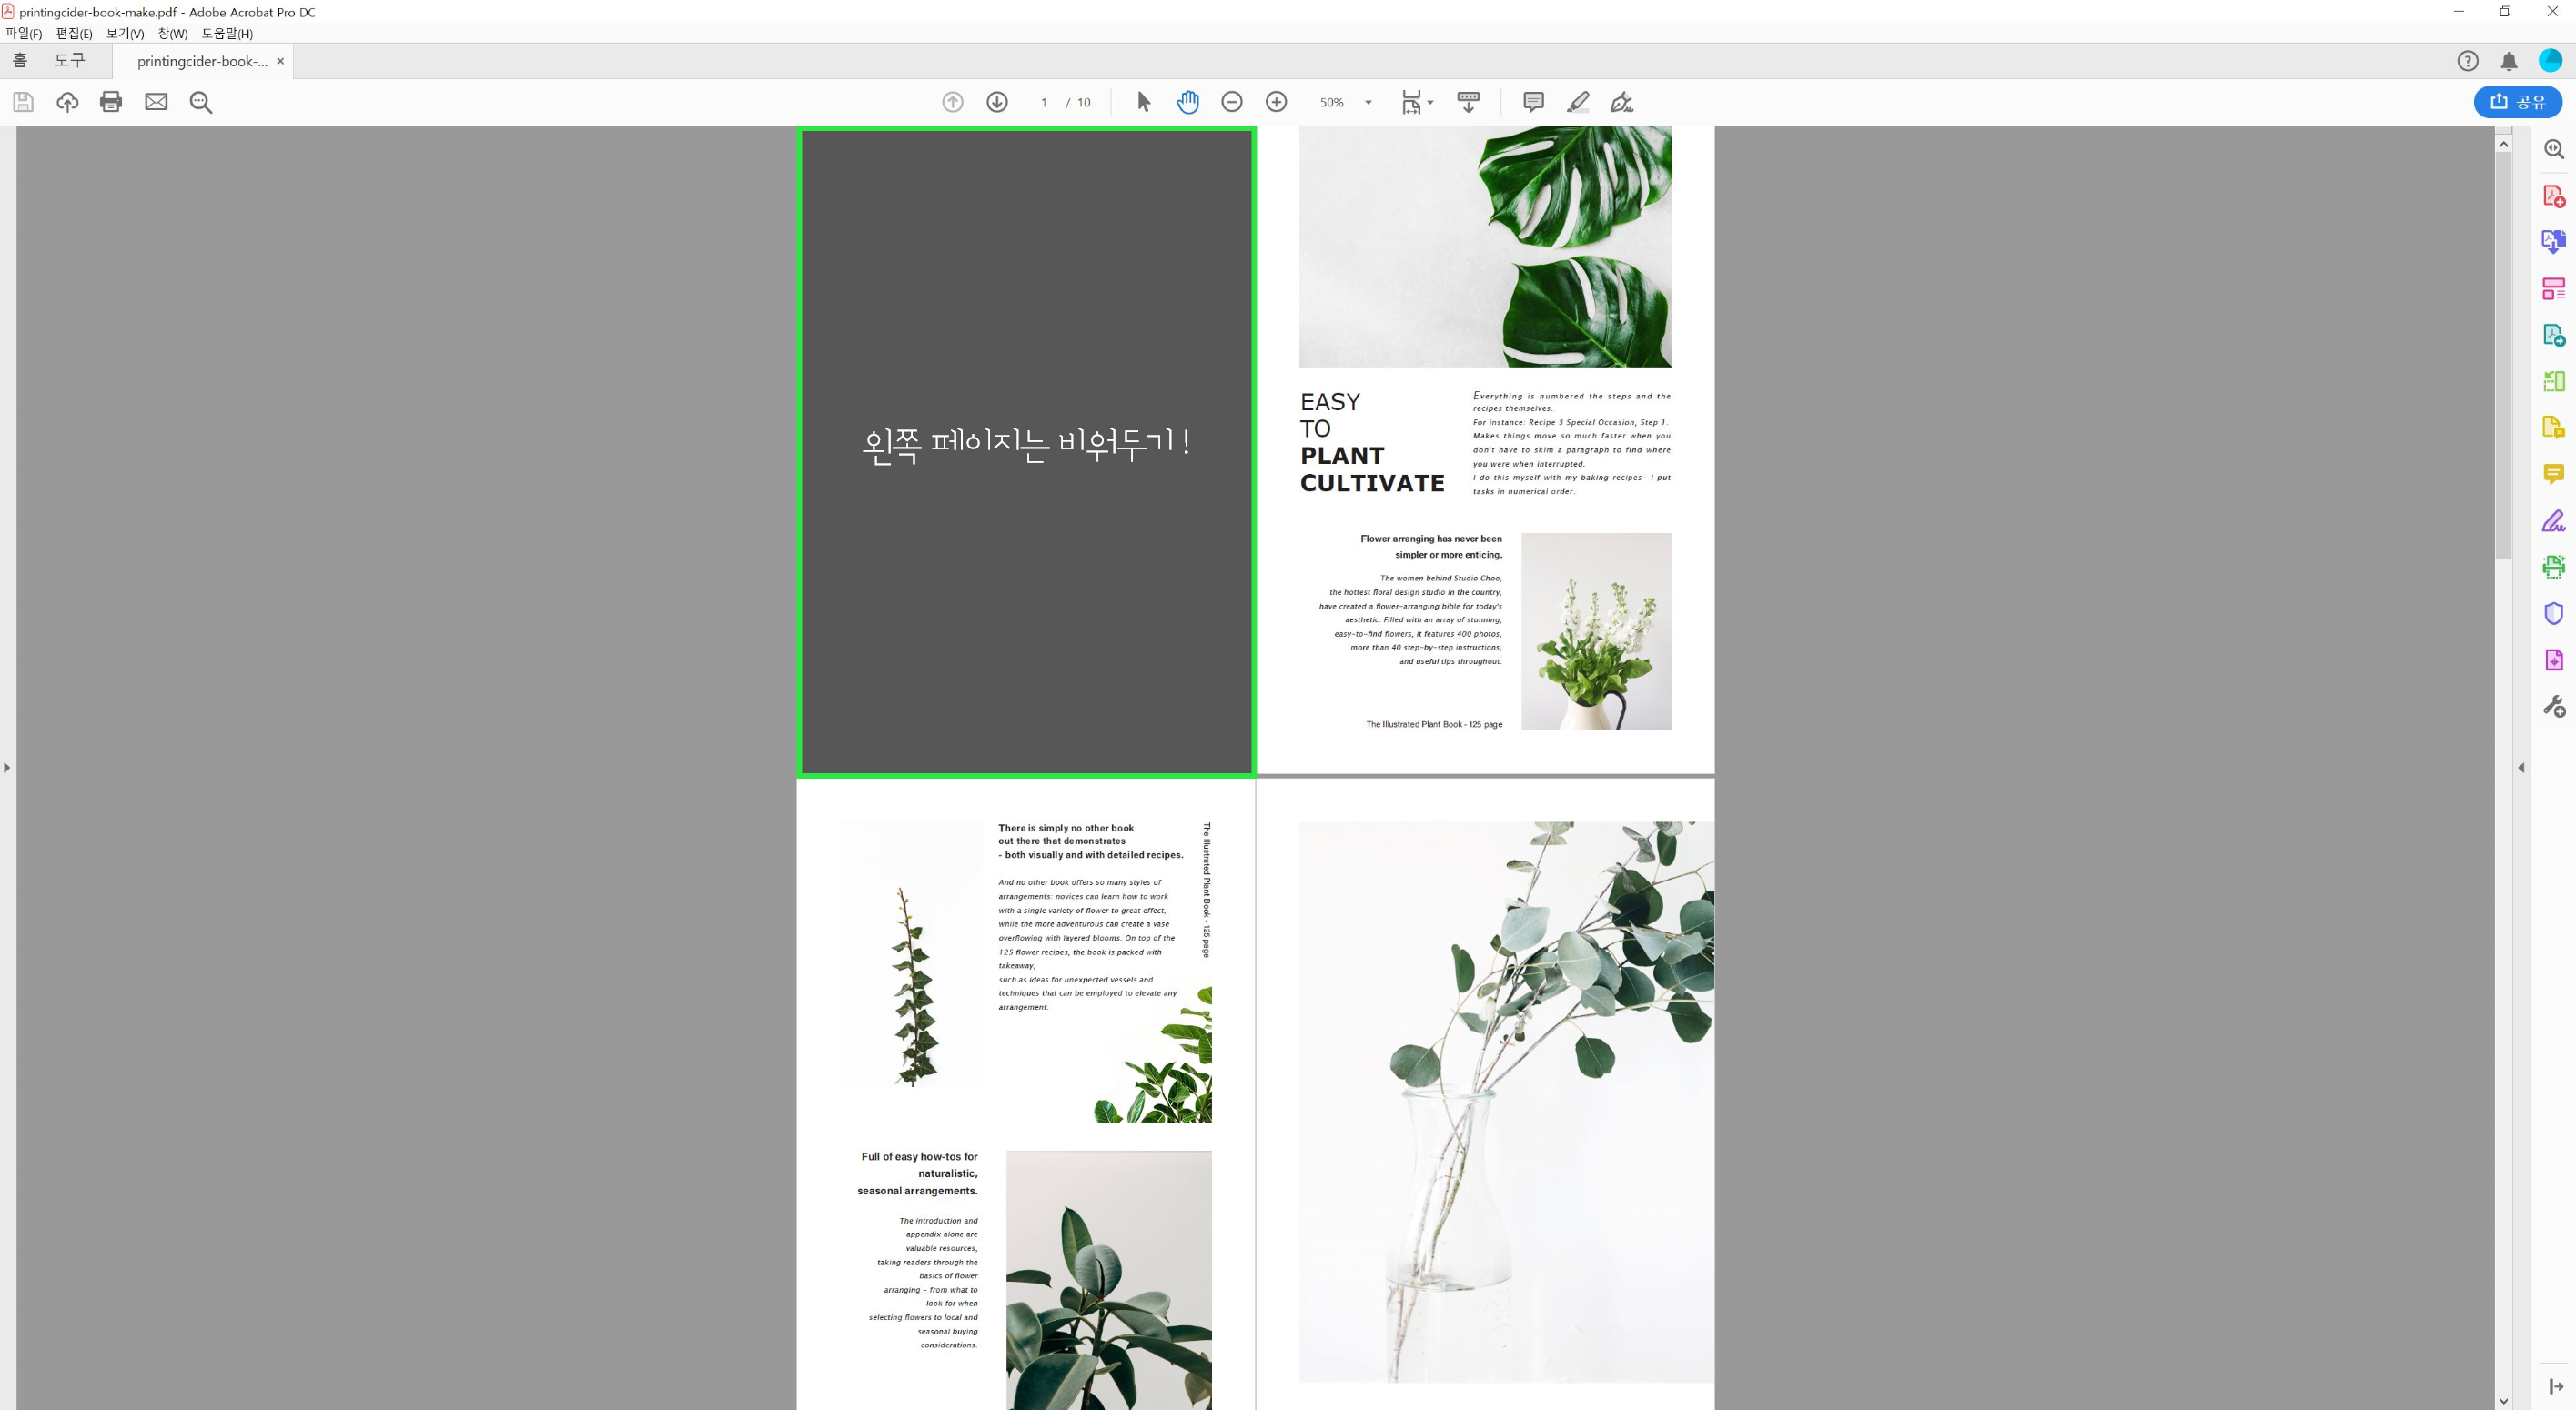 printingcider-book-make.pdf - Adobe Acrobat Pro DC
파일(F) 편집(E) 보기(V) 창(W) 도움말(H)
홈 도구 printingcider-book-... ×
1 / 10 50% 공유
왼쪽 페이지는 비워두기!
EASY
TO
PLANT
CULTIVATE
Everything is numbered the steps and the
recipes themselves.
For instance: Recipe 3 Special Occasion, Step 1.
Makes things move so much faster when you
don't have to skim a paragraph to find where
you were when interrupted.
I do this myself with my baking recipes- I put
tasks in numerical order.
Flower arranging has never been
simpler or more enticing.
The women behind Studio Choo,
the hottest floral design studio in the country,
have created a flower-arranging bible for today's
aesthetic. Filled with an array of stunning,
easy-to-find flowers, it features 400 photos,
more than 40 step-by-step instructions,
and useful tips throughout.
The Illustrated Plant Book - 125 page
There is simply no other book
out there that demonstrates
- both visually and with detailed recipes.
And no other book offers so many styles of
arrangements: novices can learn how to work
with a single variety of flower to great effect,
while the more adventurous can create a vase
overflowing with layered blooms. On top of the
125 flower recipes, the book is packed with
takeaway,
such as ideas for unexpected vessels and
techniques that can be employed to elevate any
arrangement.
The Illustrated Plant Book - 125 page
Full of easy how-tos for
naturalistic,
seasonal arrangements.
The introduction and
appendix alone are
valuable resources,
taking readers through the
basics of flower
arranging - from what to
look for when
selecting flowers to local and
seasonal buying
considerations.